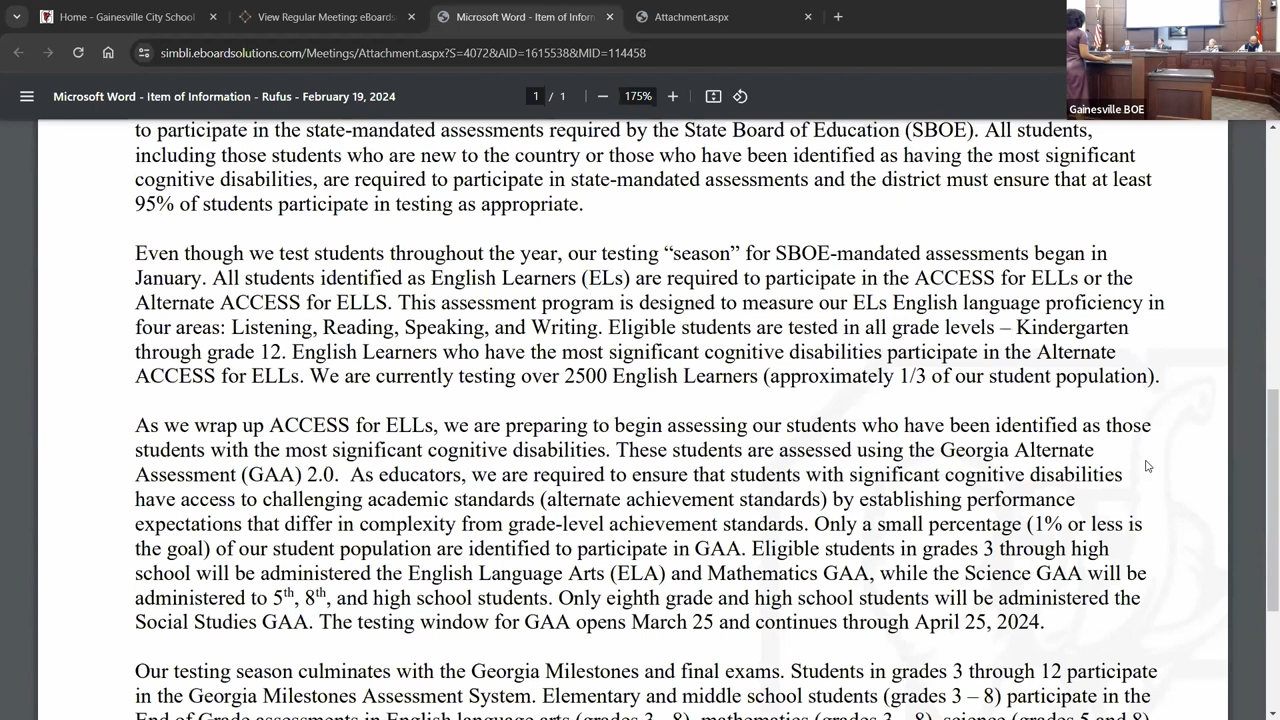 Home - Gainesville City School
View Regular Meeting: eBoards
Microsoft Word - Item of Inform
Attachment.aspx
simbli.eboardsolutions.com/Meetings/Attachment.aspx?S=4072&AID=1615538&MID=114458
Microsoft Word - Item of Information - Rufus - February 19, 2024
1 / 1
175%
Gainesville BOE
to participate in the state-mandated assessments required by the State Board of Education (SBOE). All students,
including those students who are new to the country or those who have been identified as having the most significant
cognitive disabilities, are required to participate in state-mandated assessments and the district must ensure that at least
95% of students participate in testing as appropriate.
Even though we test students throughout the year, our testing “season” for SBOE-mandated assessments began in
January. All students identified as English Learners (ELs) are required to participate in the ACCESS for ELLs or the
Alternate ACCESS for ELLS. This assessment program is designed to measure our ELs English language proficiency in
four areas: Listening, Reading, Speaking, and Writing. Eligible students are tested in all grade levels – Kindergarten
through grade 12. English Learners who have the most significant cognitive disabilities participate in the Alternate
ACCESS for ELLs. We are currently testing over 2500 English Learners (approximately 1/3 of our student population).
As we wrap up ACCESS for ELLs, we are preparing to begin assessing our students who have been identified as those
students with the most significant cognitive disabilities. These students are assessed using the Georgia Alternate
Assessment (GAA) 2.0. As educators, we are required to ensure that students with significant cognitive disabilities
have access to challenging academic standards (alternate achievement standards) by establishing performance
expectations that differ in complexity from grade-level achievement standards. Only a small percentage (1% or less is
the goal) of our student population are identified to participate in GAA. Eligible students in grades 3 through high
school will be administered the English Language Arts (ELA) and Mathematics GAA, while the Science GAA will be
administered to 5th, 8th, and high school students. Only eighth grade and high school students will be administered the
Social Studies GAA. The testing window for GAA opens March 25 and continues through April 25, 2024.
Our testing season culminates with the Georgia Milestones and final exams. Students in grades 3 through 12 participate
in the Georgia Milestones Assessment System. Elementary and middle school students (grades 3 – 8) participate in the
End of Grade assessments in English language arts (grades 3 – 8), mathematics (grades 3 – 8), science (grades 5 and 8)